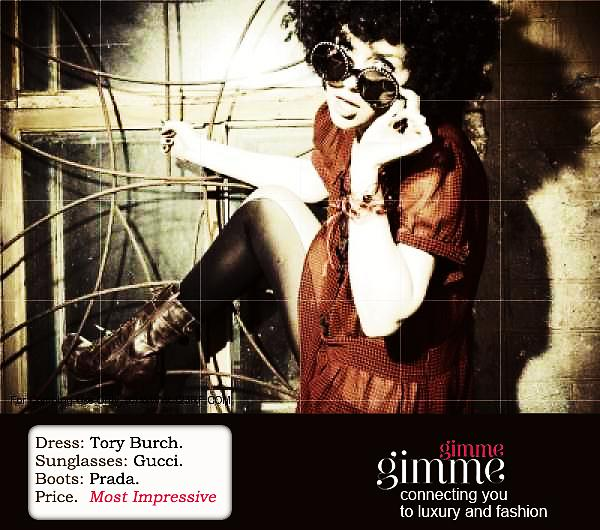 Dress: Tory Burch.
Sunglasses: Gucci.
Boots: Prada.
Price. Most Impressive
gimme
gimme
connecting you
to luxury and fashion